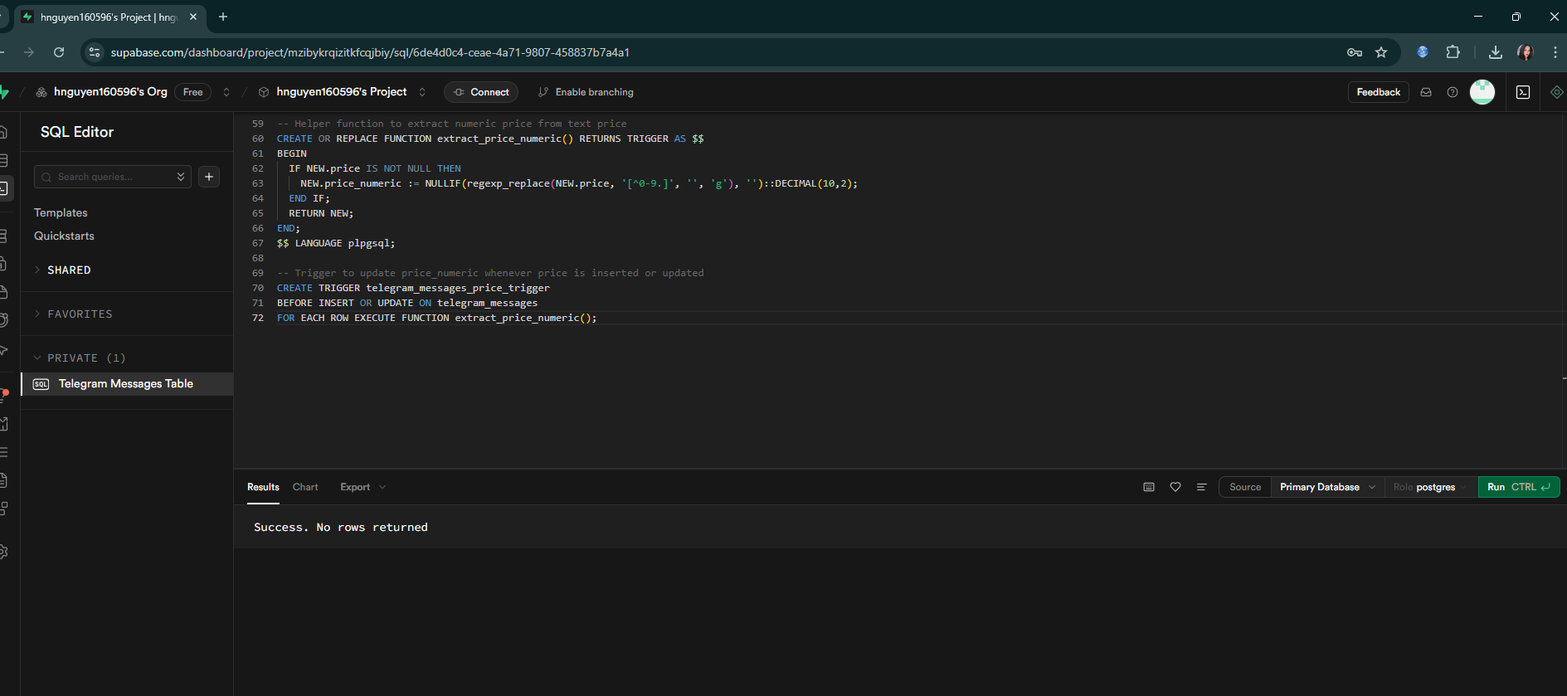 hnguyen160596's Project | hng
supabase.com/dashboard/project/mzibykrqizitkfcqjbiy/sql/6de4d0c4-ceae-4a71-9807-458837b7a4a1
hnguyen160596's Org Free hnguyen160596's Project Connect Enable branching Feedback
SQL Editor
Search queries...
Templates
Quickstarts
SHARED
FAVORITES
PRIVATE (1)
SQL Telegram Messages Table
59 -- Helper function to extract numeric price from text price
60 CREATE OR REPLACE FUNCTION extract_price_numeric() RETURNS TRIGGER AS $$
61 BEGIN
62 IF NEW.price IS NOT NULL THEN
63 NEW.price_numeric := NULLIF(regexp_replace(NEW.price, '[^0-9.]', '', 'g'), '')::DECIMAL(10,2);
64 END IF;
65 RETURN NEW;
66 END;
67 $$ LANGUAGE plpgsql;
68
69 -- Trigger to update price_numeric whenever price is inserted or updated
70 CREATE TRIGGER telegram_messages_price_trigger
71 BEFORE INSERT OR UPDATE ON telegram_messages
72 FOR EACH ROW EXECUTE FUNCTION extract_price_numeric();
Results Chart Export Source Primary Database Role postgres Run CTRL
Success. No rows returned